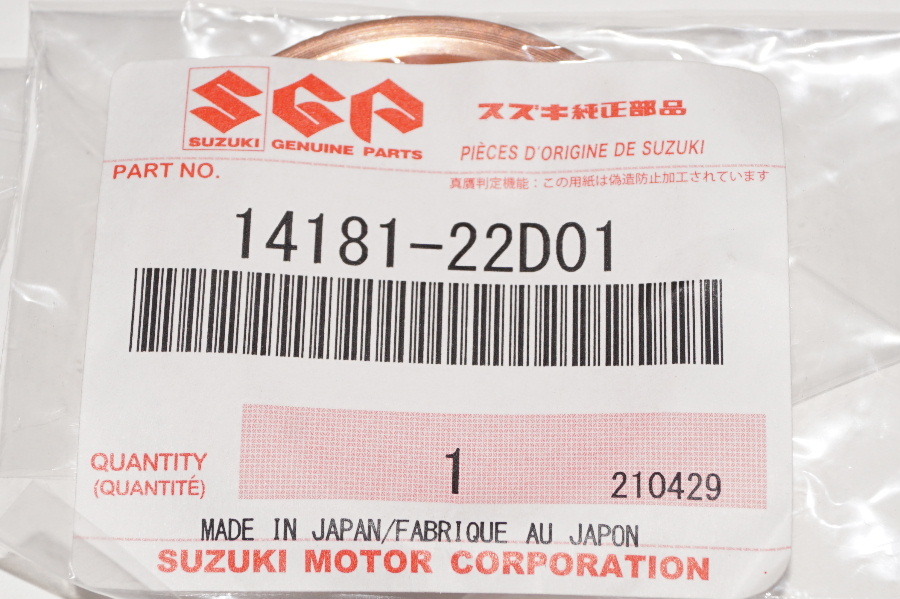 SGP スズキ純正部品
SUZUKI GENUINE PARTS PIÈCES D'ORIGINE DE SUZUKI
PART NO. 真贋判定機能：この用紙は偽造防止加工されています
14181-22D01
QUANTITY 1 210429
(QUANTITÉ)
MADE IN JAPAN/FABRIQUE AU JAPON
SUZUKI MOTOR CORPORATION